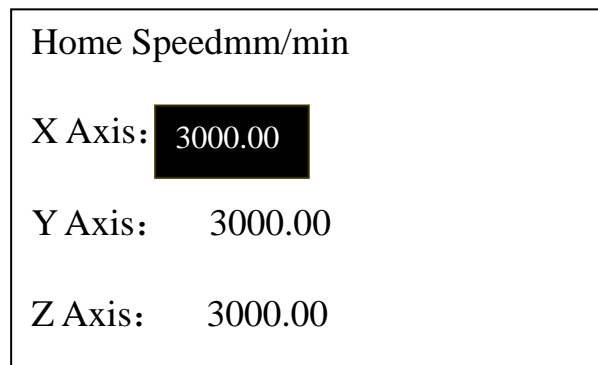 Home Speedmm/min
X Axis：3000.00
Y Axis：3000.00
Z Axis：3000.00